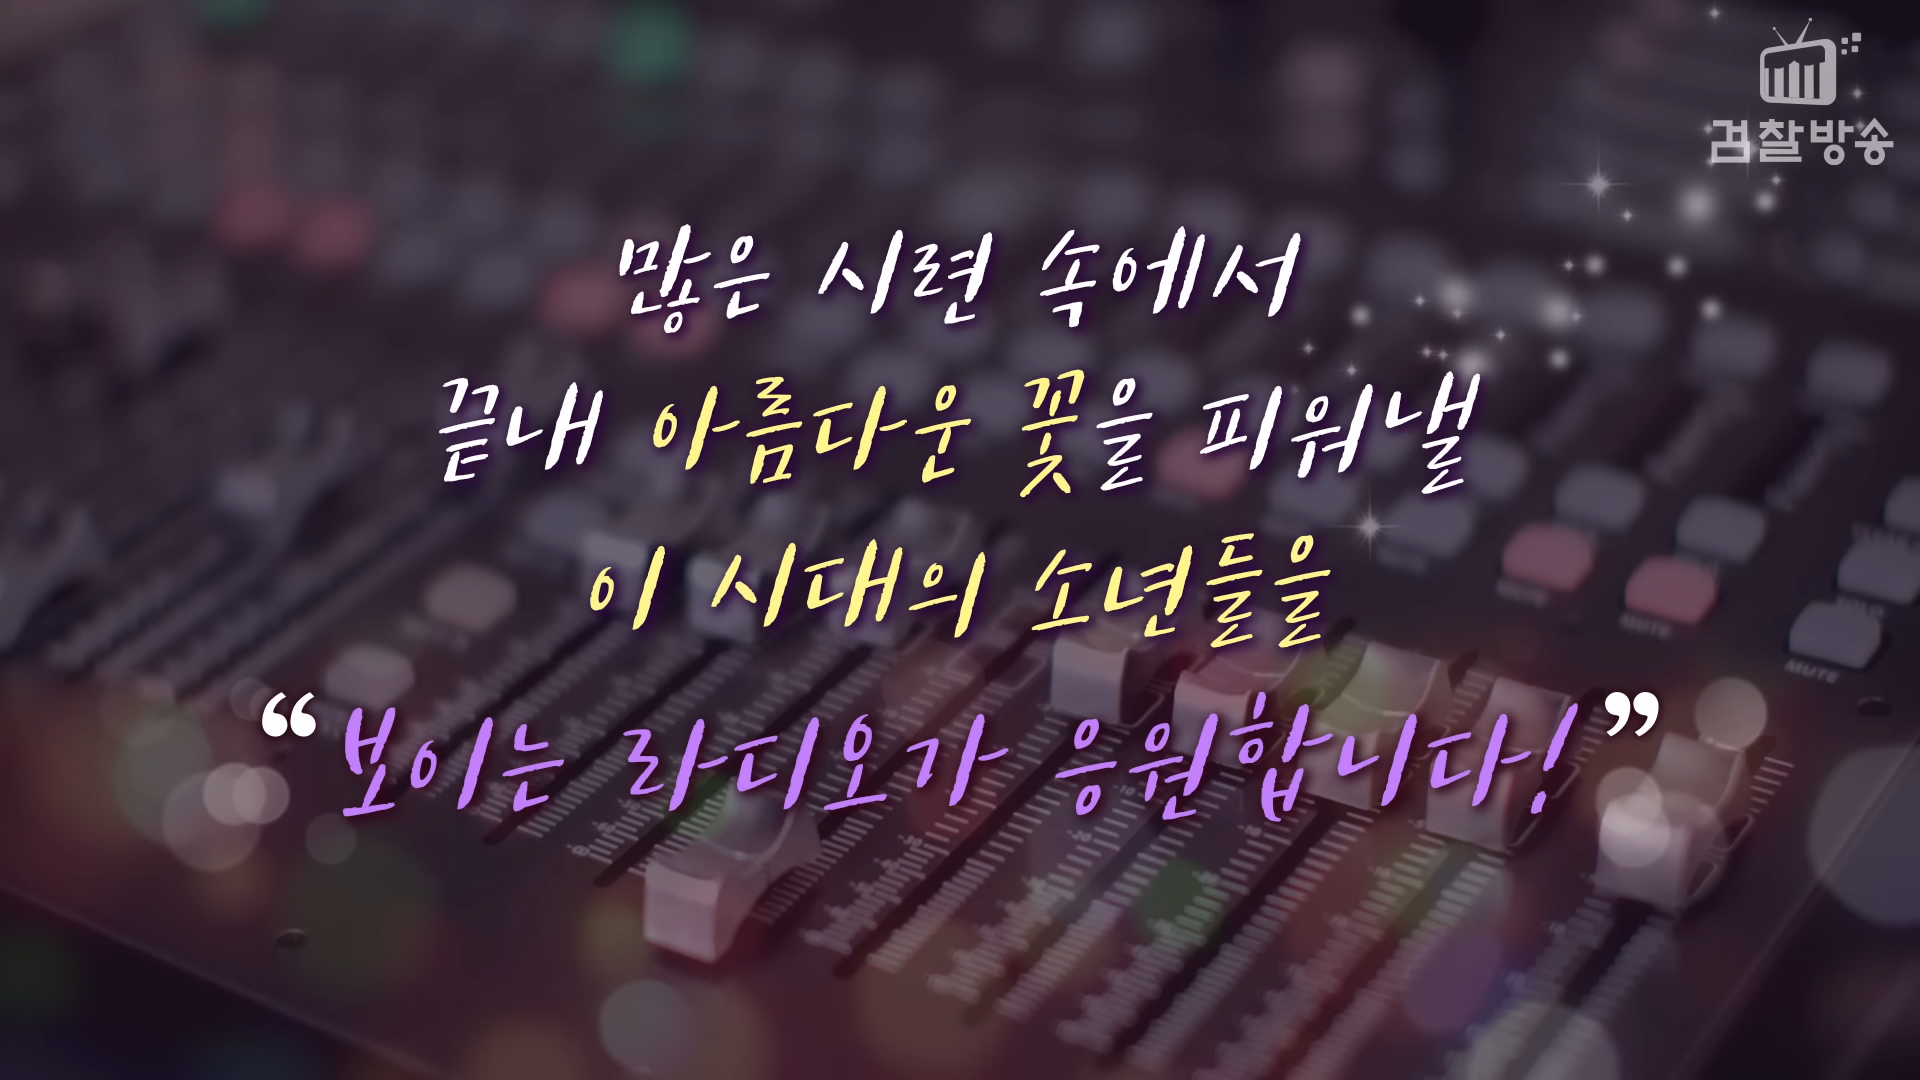 검찰방송
많은 시련 속에서
끝내 아름다운 꽃을 피워낼
이 시대의 소년들을
“보이는 라디오가 응원합니다!”
MUTE
MUTE